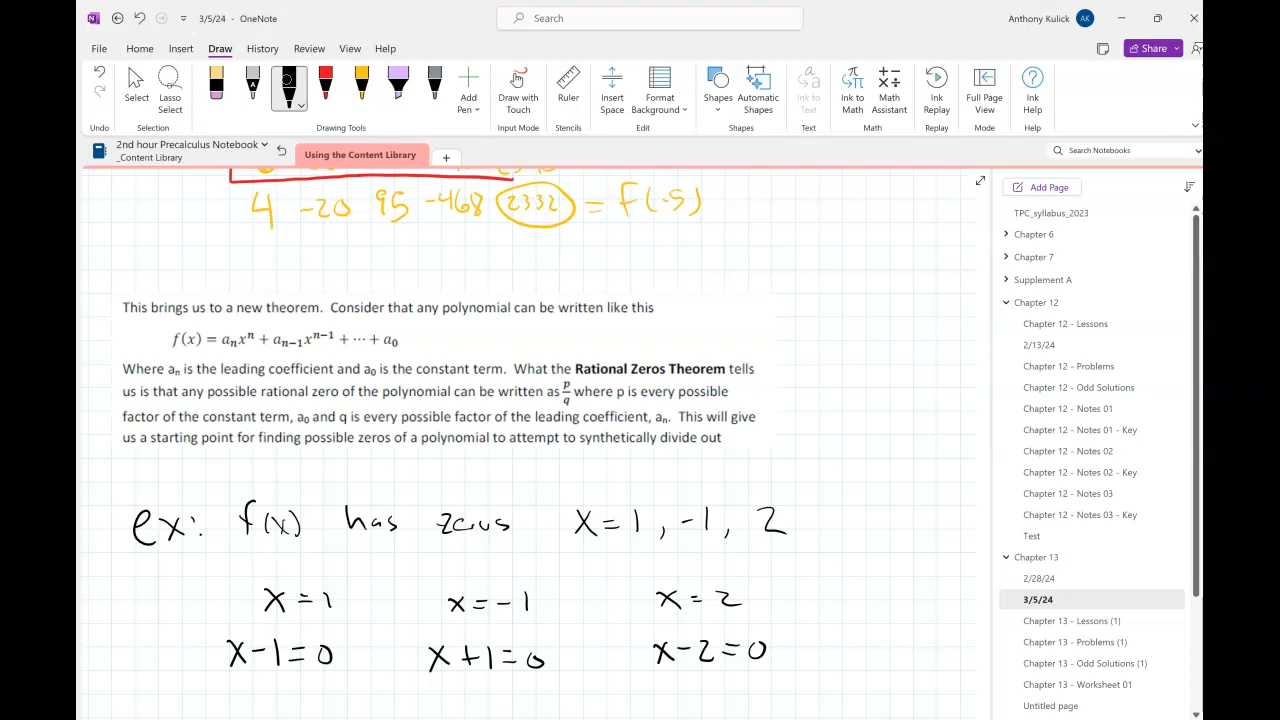 3/5/24 - OneNote
Search
Anthony Kulick
AK
File Home Insert Draw History Review View Help
Share
Select
Lasso Select
Add Pen
Draw with Touch
Ruler
Insert Space
Format Background
Shapes
Automatic Shapes
Ink to Text
Ink to Math
Math Assistant
Ink Replay
Full Page View
Ink Help
Undo
Selection
Drawing Tools
Input Mode
Stencils
Edit
Shapes
Text
Math
Replay
Mode
Help
2nd hour Precalculus Notebook
_Content Library
Using the Content Library
Search Notebooks
4 -20 95 -468 2332 = f(-5)
This brings us to a new theorem. Consider that any polynomial can be written like this
f(x) = aₙxⁿ + aₙ₋₁xⁿ⁻¹ + ⋯ + a₀
Where aₙ is the leading coefficient and a₀ is the constant term. What the Rational Zeros Theorem tells
us is that any possible rational zero of the polynomial can be written as p/q where p is every possible
factor of the constant term, a₀ and q is every possible factor of the leading coefficient, aₙ. This will give
us a starting point for finding possible zeros of a polynomial to attempt to synthetically divide out
ex: f(x) has zeros x = 1, -1, 2
x = 1 x = -1 x = 2
x - 1 = 0 x + 1 = 0 x - 2 = 0
Add Page
TPC_syllabus_2023
Chapter 6
Chapter 7
Supplement A
Chapter 12
Chapter 12 - Lessons
2/13/24
Chapter 12 - Problems
Chapter 12 - Odd Solutions
Chapter 12 - Notes 01
Chapter 12 - Notes 01 - Key
Chapter 12 - Notes 02
Chapter 12 - Notes 02 - Key
Chapter 12 - Notes 03
Chapter 12 - Notes 03 - Key
Test
Chapter 13
2/28/24
3/5/24
Chapter 13 - Lessons (1)
Chapter 13 - Problems (1)
Chapter 13 - Odd Solutions (1)
Chapter 13 - Worksheet 01
Untitled page